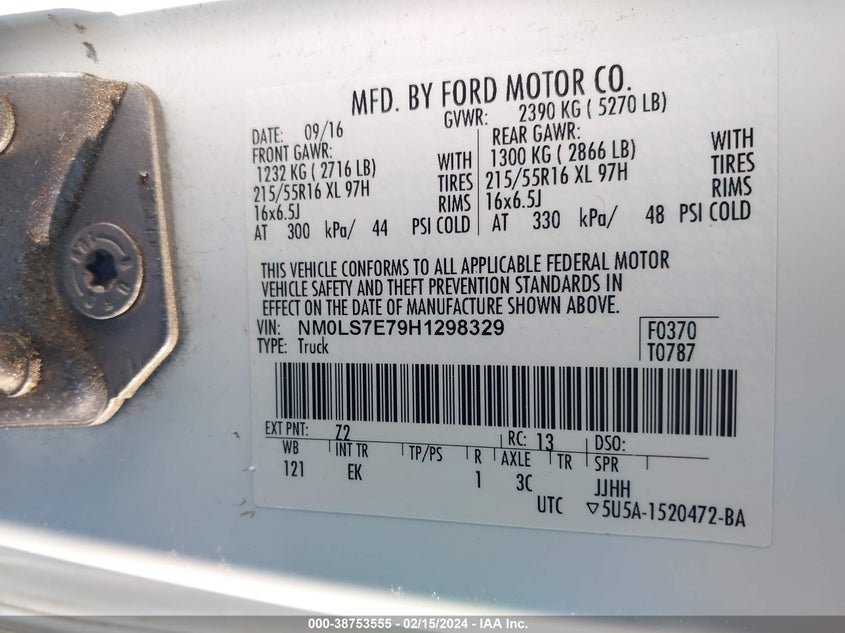 MFD. BY FORD MOTOR CO.
DATE: 09/16 GVWR: 2390 KG ( 5270 LB)
FRONT GAWR: REAR GAWR:
1232 KG ( 2716 LB) WITH 1300 KG ( 2866 LB) WITH
215/55R16 XL 97H TIRES 215/55R16 XL 97H TIRES
16x6.5J RIMS 16x6.5J RIMS
AT 300 kPa/ 44 PSI COLD AT 330 kPa/ 48 PSI COLD
THIS VEHICLE CONFORMS TO ALL APPLICABLE FEDERAL MOTOR
VEHICLE SAFETY AND THEFT PREVENTION STANDARDS IN
EFFECT ON THE DATE OF MANUFACTURE SHOWN ABOVE.
VIN: NM0LS7E79H1298329 F0370
TYPE: Truck T0787
EXT PNT: Z2 RC: 13 DSO:
WB INT TR TP/PS R AXLE TR SPR
121 EK 1 3C JJHH
UTC ▽5U5A-1520472-BA
000-38753555 - 02/15/2024 - IAA Inc.